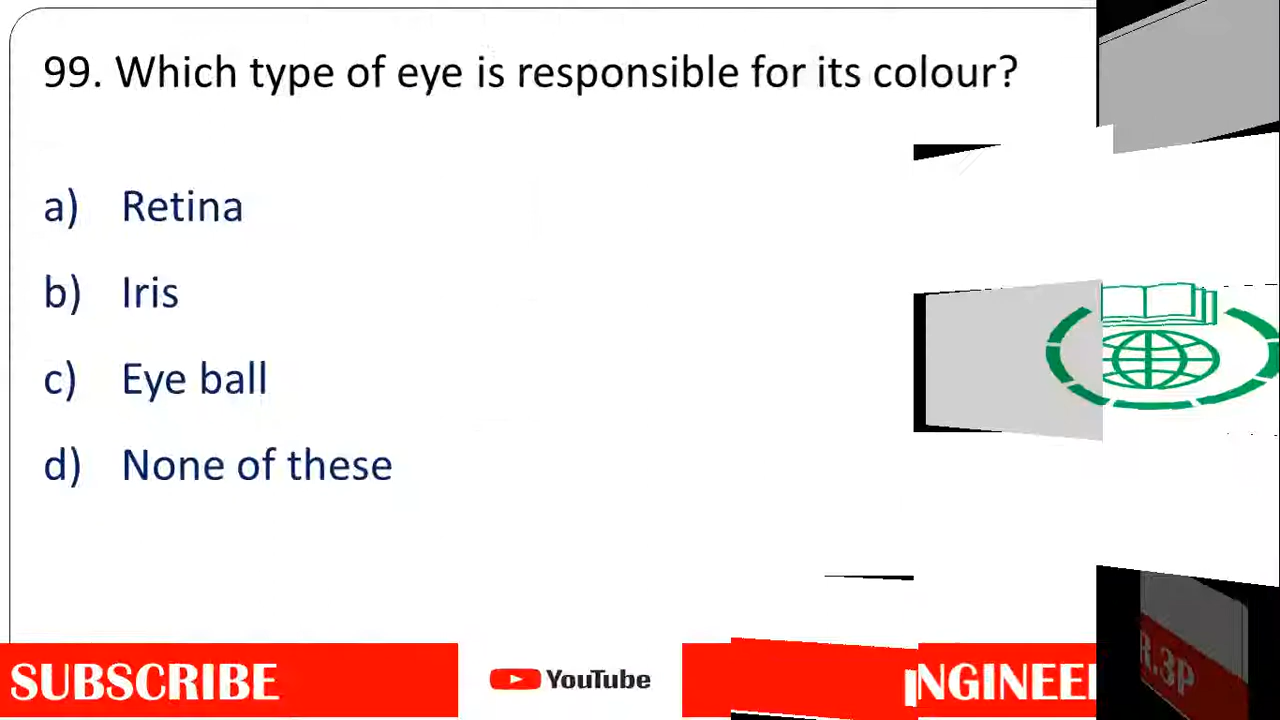 99. Which type of eye is responsible for its colour?
a) Retina
b) Iris
c) Eye ball
d) None of these
SUBSCRIBE
YouTube
NGINEE
R.3P